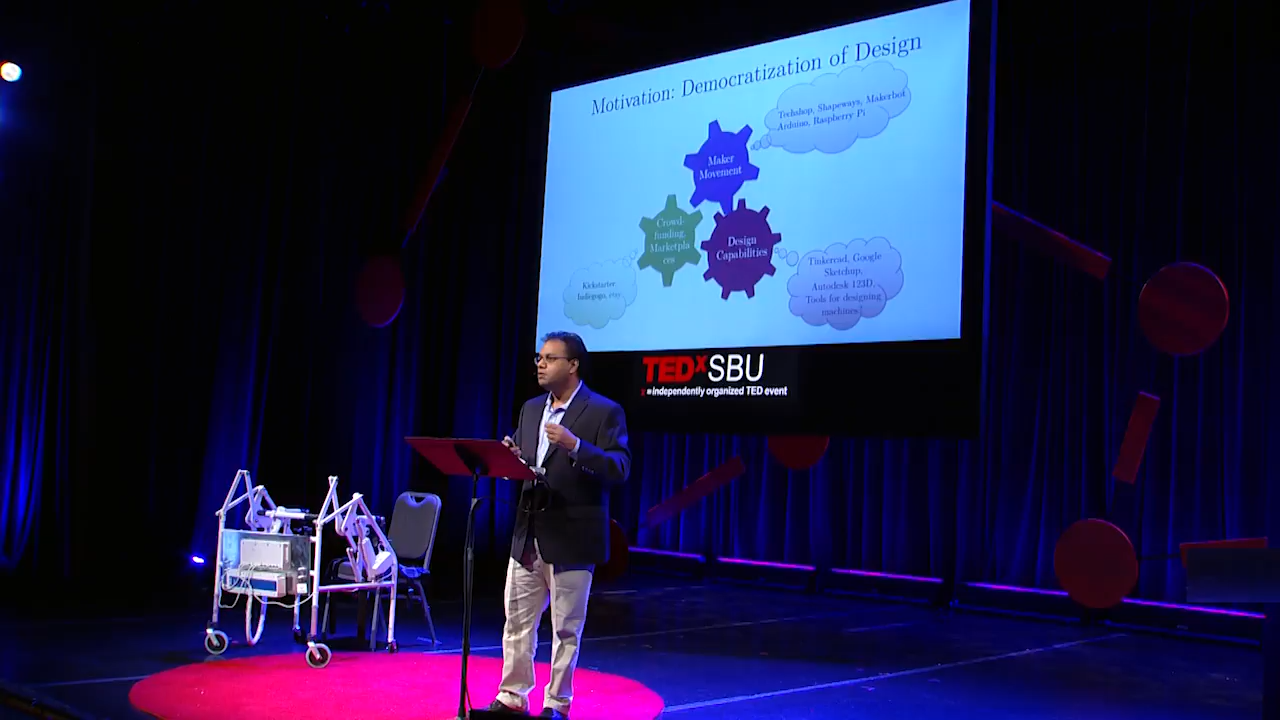 Motivation: Democratization of Design
Techshop, Shapeways, Makerbot
Arduino, Raspberry Pi
Maker
Movement
Crowd-
funding,
Marketpla
ces
Design
Capabilities
Kickstarter
Indiegogo, etsy
Tinkercad, Google
Sketchup,
Autodesk 123D,
Tools for designing
machines?
TEDxSBU
x = independently organized TED event